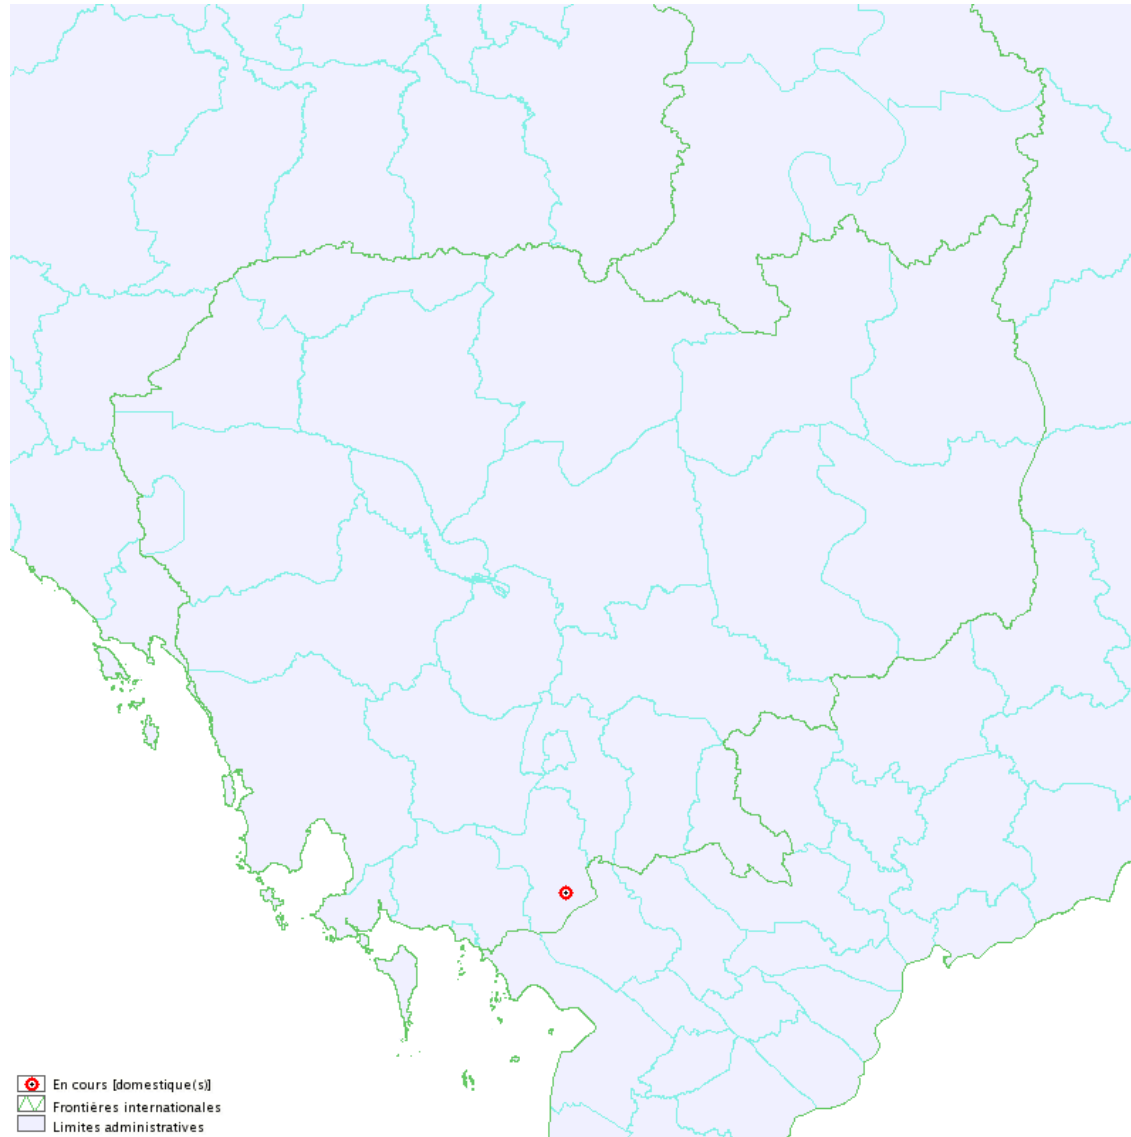 En cours [domestique(s)]
Frontières internationales
Limites administratives